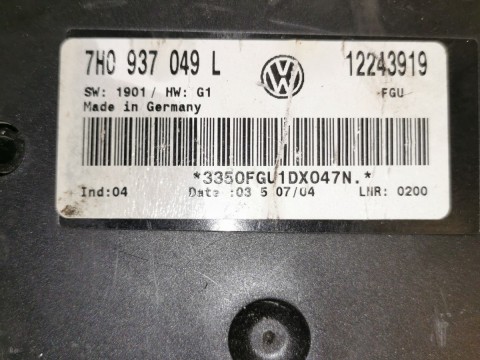 7H0 937 049 L 12243919
SW: 1901 / HW: G1 FGU
Made in Germany
*3350FGU1DX047N.*
Ind:04 Date :03 5 07/04 LNR: 0200